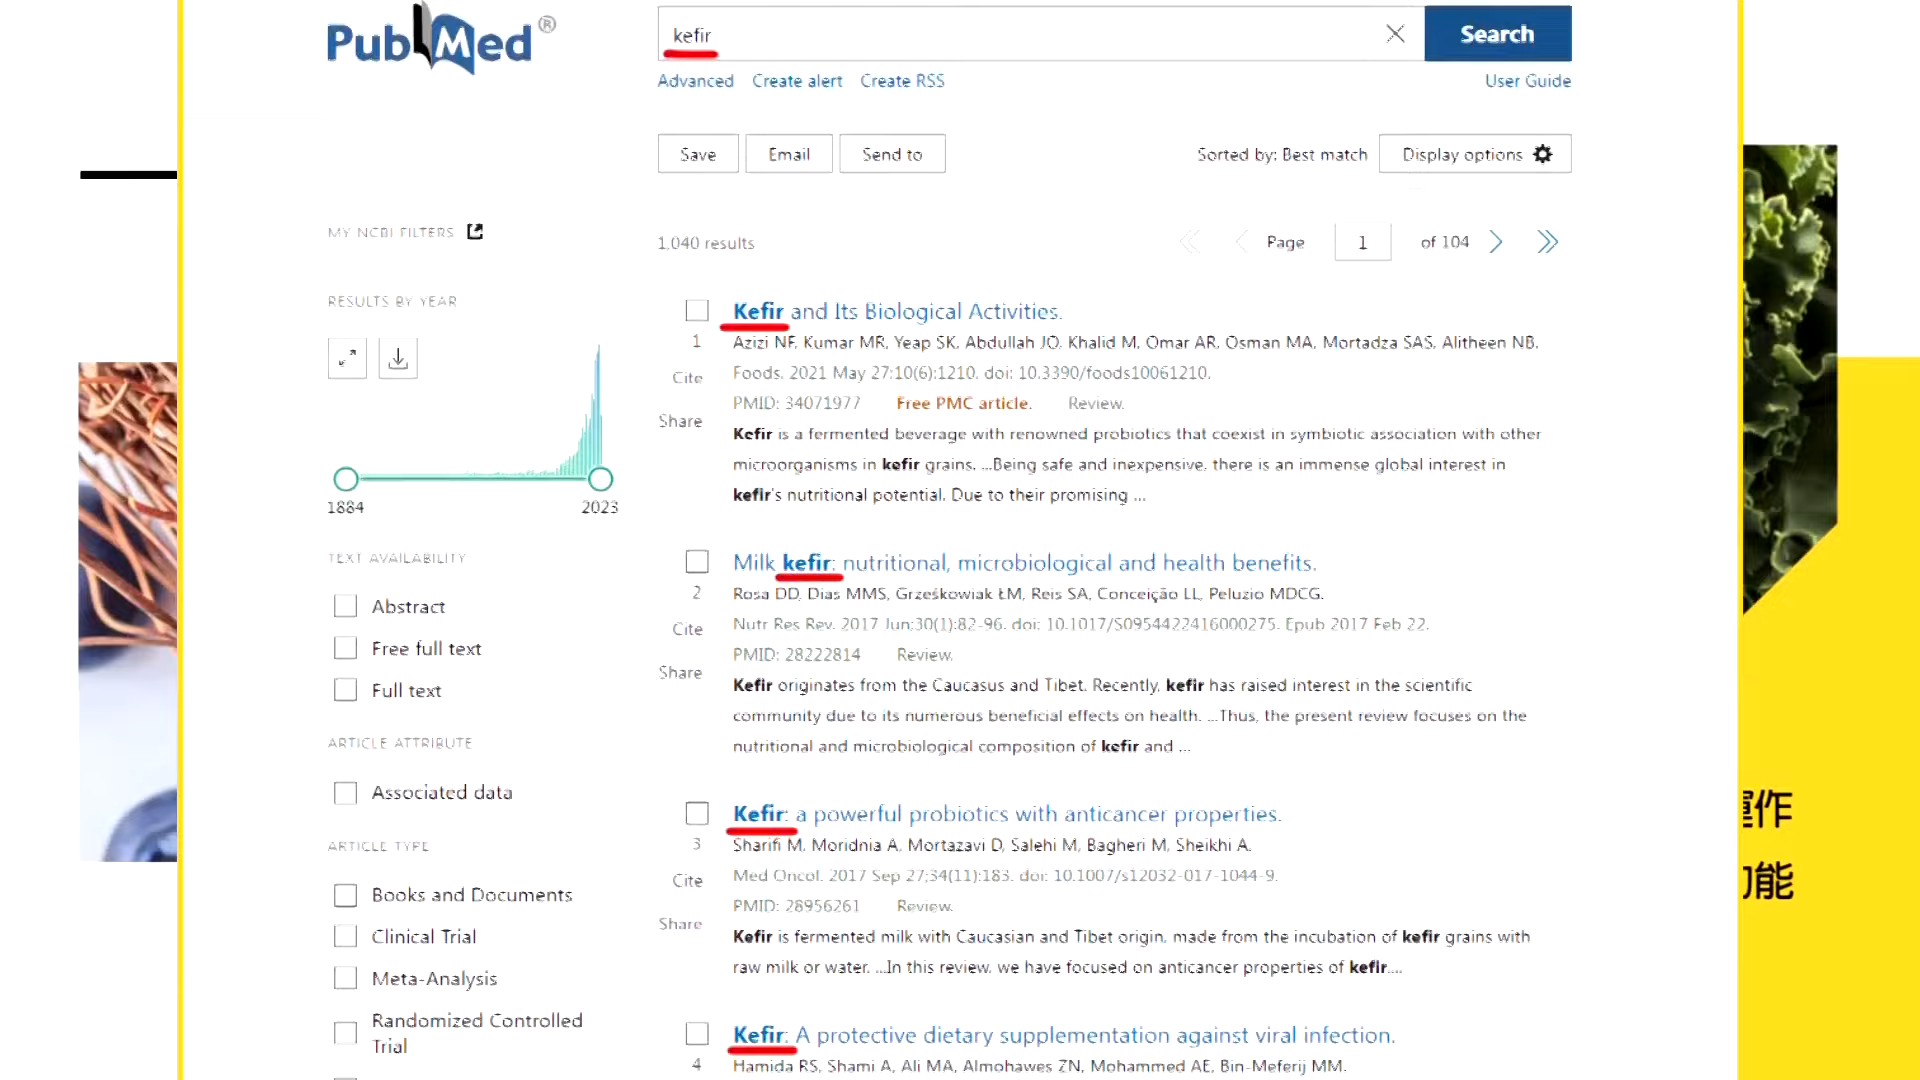 PubMed®
kefir
Search
Advanced Create alert Create RSS
User Guide
Save Email Send to
Sorted by: Best match Display options
MY NCBI FILTERS
1,040 results
Page 1 of 104
RESULTS BY YEAR
1884 2023
TEXT AVAILABILITY
Abstract
Free full text
Full text
ARTICLE ATTRIBUTE
Associated data
ARTICLE TYPE
Books and Documents
Clinical Trial
Meta-Analysis
Randomized Controlled
Trial
Kefir and Its Biological Activities.
1
Azizi NF, Kumar MR, Yeap SK, Abdullah JO, Khalid M, Omar AR, Osman MA, Mortadza SAS, Alitheen NB.
Cite
Foods. 2021 May 27;10(6):1210. doi: 10.3390/foods10061210.
PMID: 34071977 Free PMC article. Review.
Share
Kefir is a fermented beverage with renowned probiotics that coexist in symbiotic association with other
microorganisms in kefir grains. ...Being safe and inexpensive, there is an immense global interest in
kefir's nutritional potential. Due to their promising ...
Milk kefir: nutritional, microbiological and health benefits.
2
Rosa DD, Dias MMS, Grześkowiak ŁM, Reis SA, Conceição LL, Peluzio MDCG.
Cite
Nutr Res Rev. 2017 Jun;30(1):82-96. doi: 10.1017/S0954422416000275. Epub 2017 Feb 22.
PMID: 28222814 Review.
Share
Kefir originates from the Caucasus and Tibet. Recently, kefir has raised interest in the scientific
community due to its numerous beneficial effects on health. ...Thus, the present review focuses on the
nutritional and microbiological composition of kefir and ...
Kefir: a powerful probiotics with anticancer properties.
3
Sharifi M, Moridnia A, Mortazavi D, Salehi M, Bagheri M, Sheikhi A.
Cite
Med Oncol. 2017 Sep 27;34(11):183. doi: 10.1007/s12032-017-1044-9.
PMID: 28956261 Review.
Share
Kefir is fermented milk with Caucasian and Tibet origin, made from the incubation of kefir grains with
raw milk or water. ...In this review, we have focused on anticancer properties of kefir....
Kefir: A protective dietary supplementation against viral infection.
4
Hamida RS, Shami A, Ali MA, Almohawes ZN, Mohammed AE, Bin-Meferij MM.
運作
功能